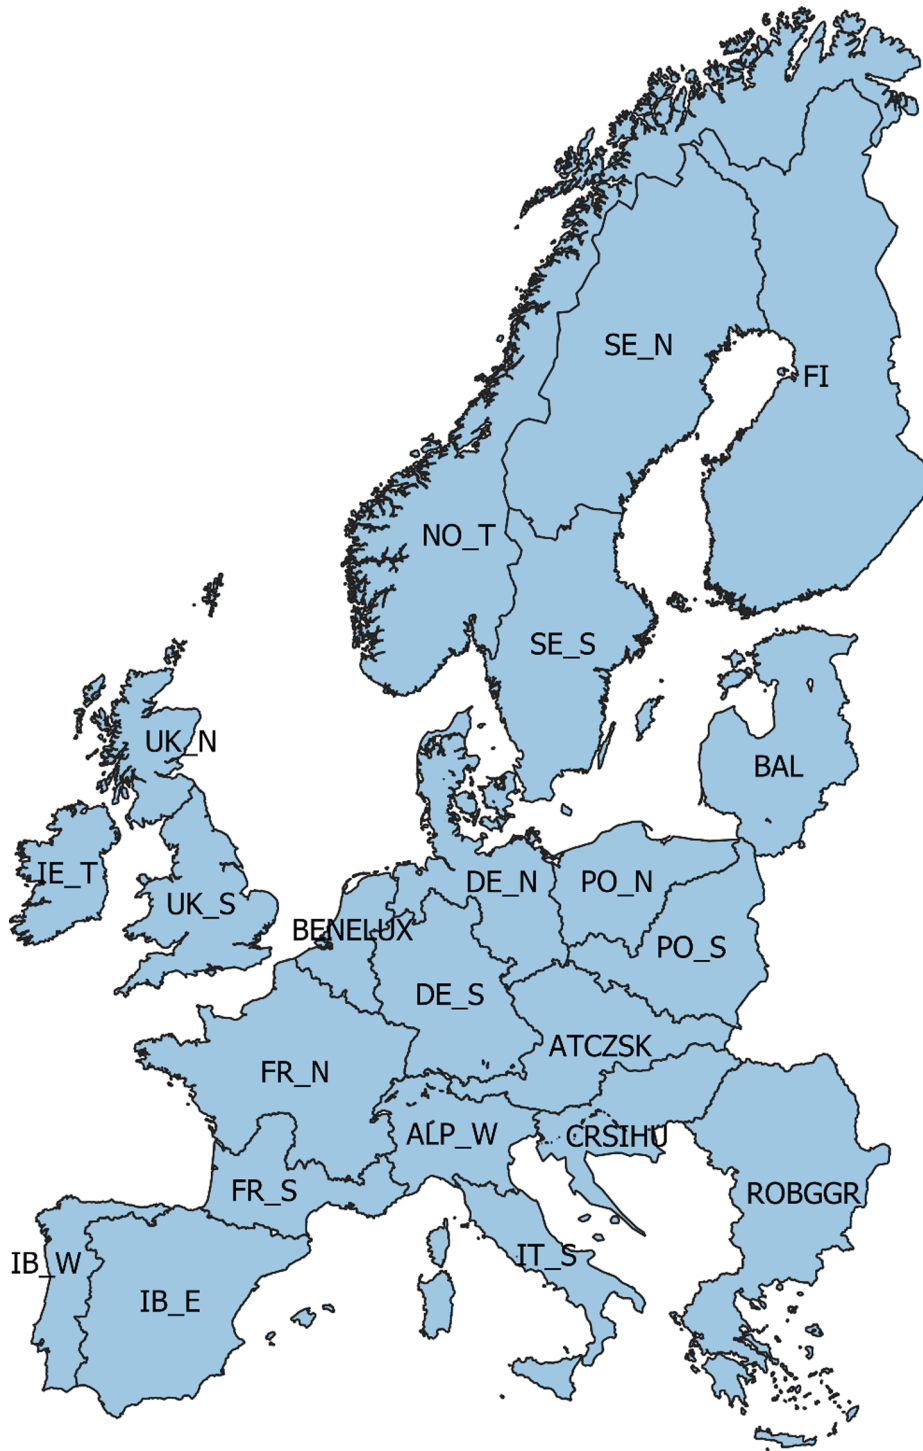 SE_N
FI
NO_T
SE_S
UK_N
BAL
IE_T
UK_S
DE_N
PO_N
BENELUX
PO_S
DE_S
ATCZSK
FR_N
ALP_W
CRSIHU
FR_S
ROBGGR
IB_W
IT_S
IB_E